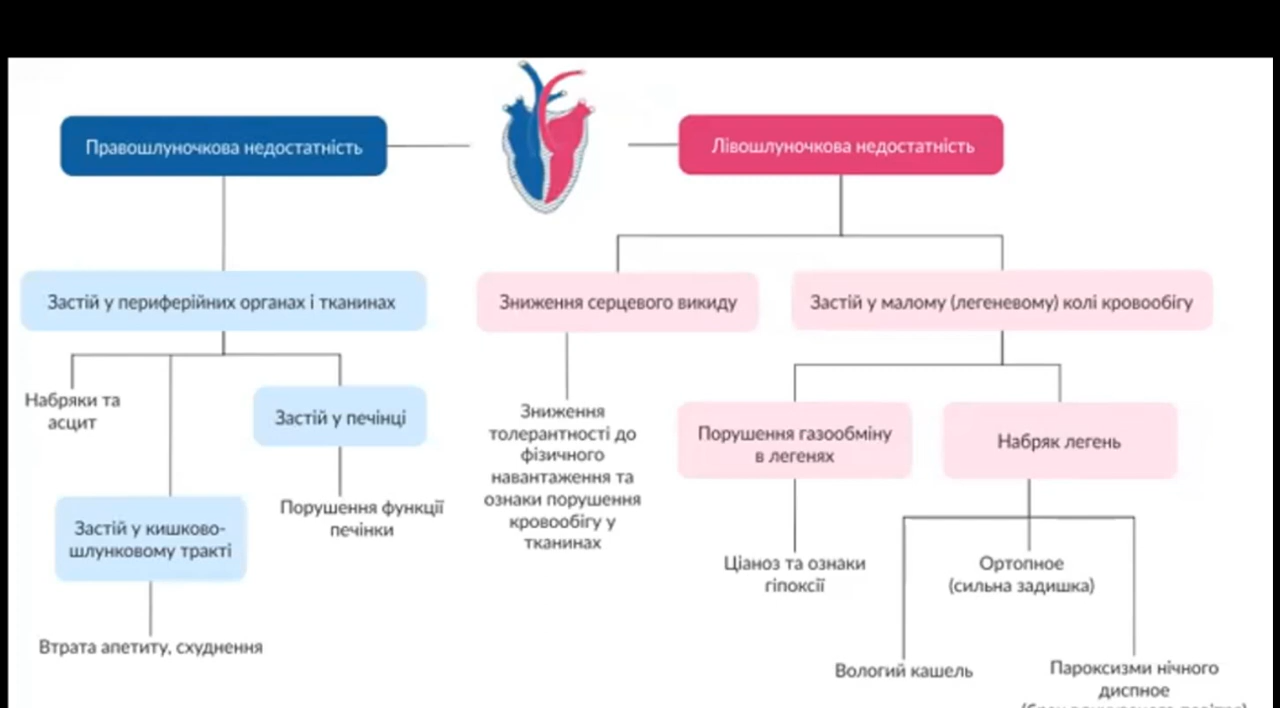 Правошлуночкова недостатність
Лівошлуночкова недостатність
Застій у периферійних органах і тканинах
Зниження серцевого викиду
Застій у малому (легеневому) колі кровообігу
Набряки та
асцит
Застій у печінці
Порушення функції
печінки
Застій у кишково-
шлунковому тракті
Втрата апетиту, схуднення
Зниження
толерантності до
фізичного
навантаження та
ознаки порушення
кровообігу у
тканинах
Порушення газообміну
в легенях
Набряк легень
Ціаноз та ознаки
гіпоксії
Ортопное
(сильна задишка)
Вологий кашель
Пароксизми нічного
диспное